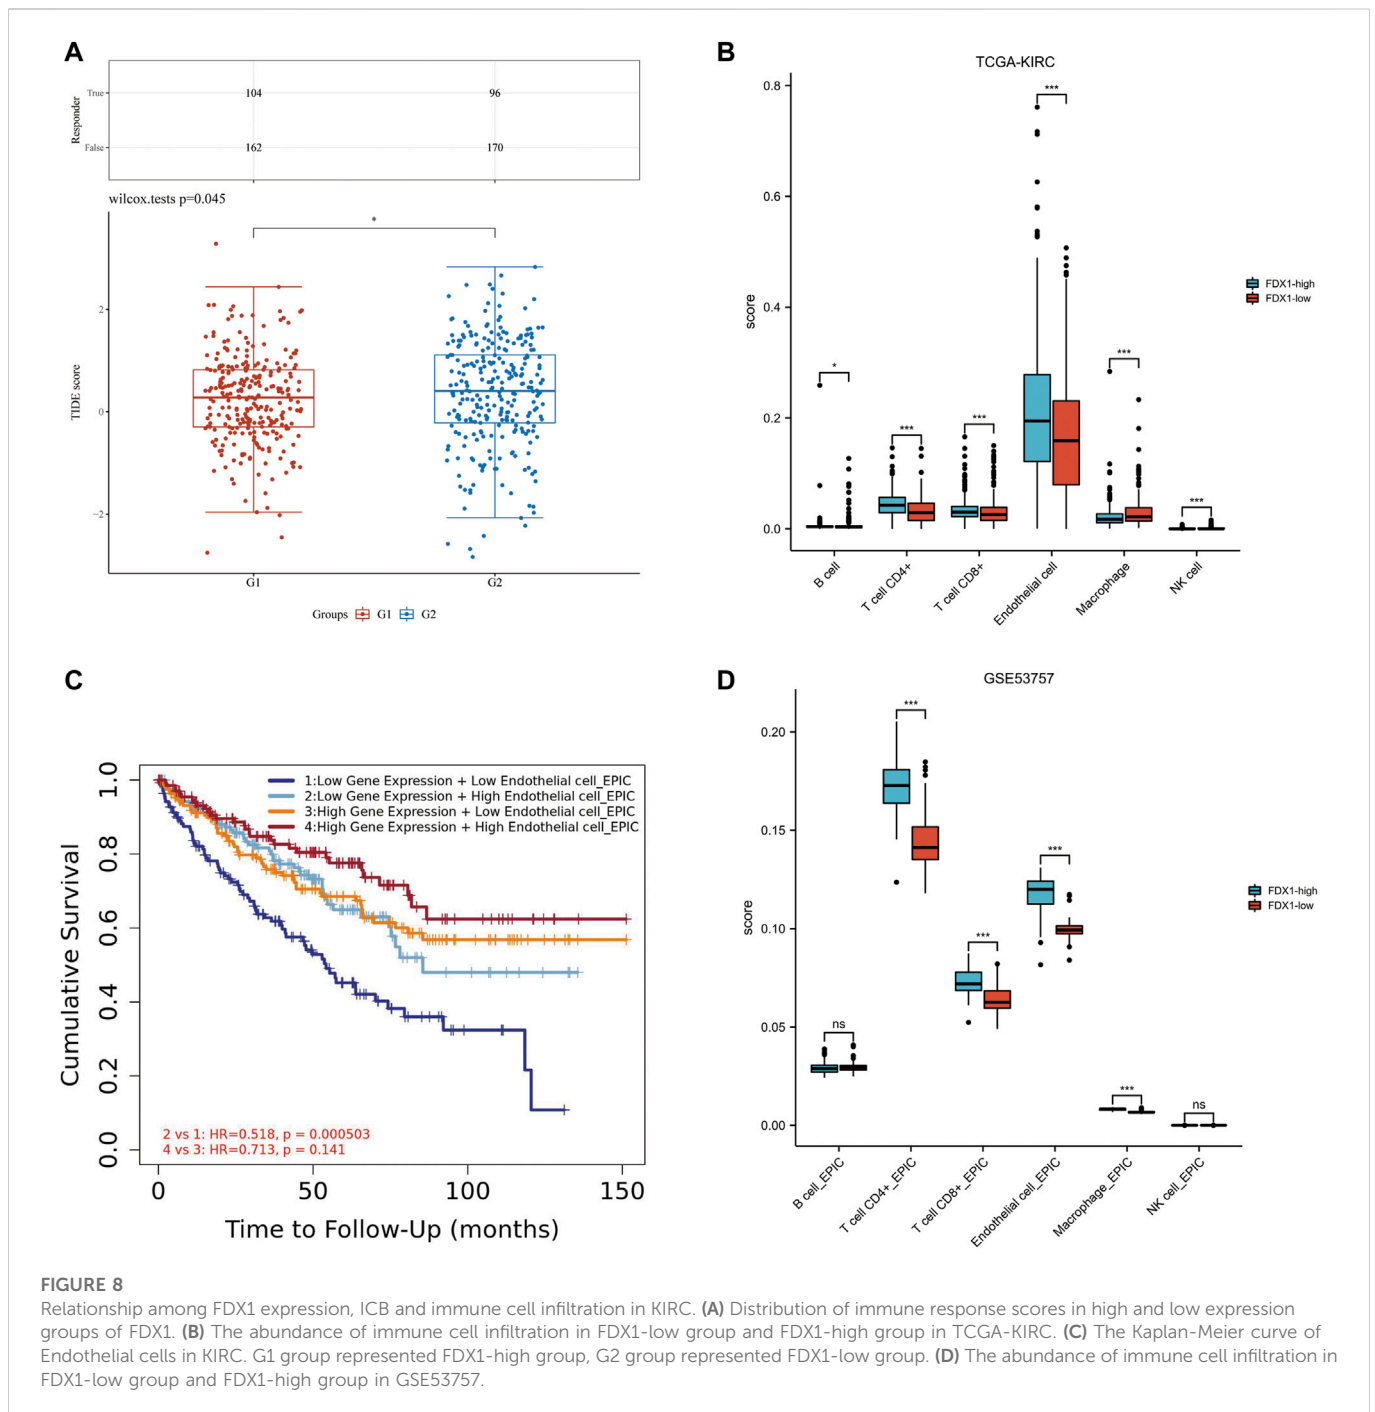 A
Responder
True
104
96
False
162
170
wilcox.tests p=0.045
*
TIDE score
2
0
−2
G1
G2
Groups G1 G2
B
TCGA-KIRC
score
0.8
0.6
0.4
0.2
0.0
*
***
***
***
***
***
B cell
T cell CD4+
T cell CD8+
Endothelial cell
Macrophage
NK cell
FDX1-high
FDX1-low
C
Cumulative Survival
1.0
0.8
0.6
0.4
0.2
0.0
1:Low Gene Expression + Low Endothelial cell_EPIC
2:Low Gene Expression + High Endothelial cell_EPIC
3:High Gene Expression + Low Endothelial cell_EPIC
4:High Gene Expression + High Endothelial cell_EPIC
2 vs 1: HR=0.518, p = 0.000503
4 vs 3: HR=0.713, p = 0.141
0 50 100 150
Time to Follow-Up (months)
D
GSE53757
score
0.20
0.15
0.10
0.05
0.00
ns
***
***
***
***
ns
B cell_EPIC
T cell CD4+_EPIC
T cell CD8+_EPIC
Endothelial cell_EPIC
Macrophage_EPIC
NK cell_EPIC
FDX1-high
FDX1-low
FIGURE 8
Relationship among FDX1 expression, ICB and immune cell infiltration in KIRC. (A) Distribution of immune response scores in high and low expression
groups of FDX1. (B) The abundance of immune cell infiltration in FDX1-low group and FDX1-high group in TCGA-KIRC. (C) The Kaplan-Meier curve of
Endothelial cells in KIRC. G1 group represented FDX1-high group, G2 group represented FDX1-low group. (D) The abundance of immune cell infiltration in
FDX1-low group and FDX1-high group in GSE53757.